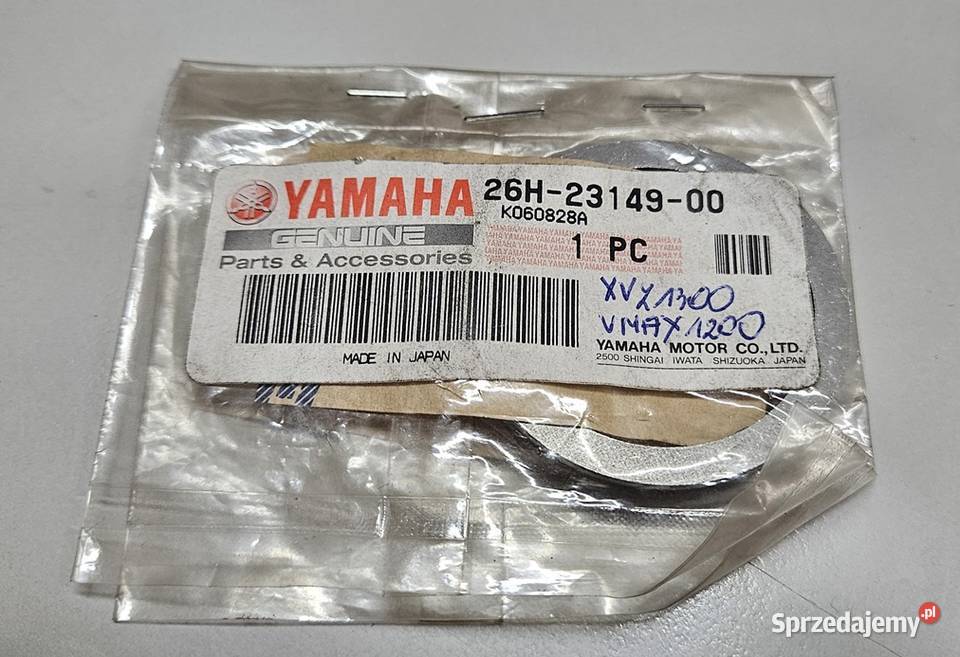 YAMAHA 26H-23149-00
K060828A
GENUINE
1 PC
Parts & Accessories
XVZ1300
VMAX1200
MADE IN JAPAN
YAMAHA MOTOR CO.,LTD.
2500 SHINGAI IWATA SHIZUOKA JAPAN
Sprzedajemy.pl